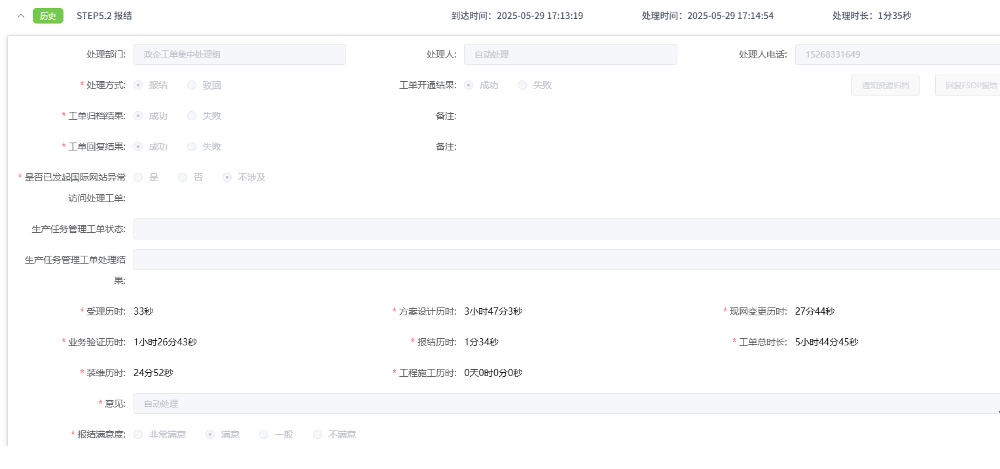 历史 STEP5.2 报结 到达时间：2025-05-29 17:13:19 处理时间：2025-05-29 17:14:54 处理时长：1分35秒
处理部门: 政企工单集中处理组 处理人: 自动处理 处理人电话: 15268331649
* 处理方式: 报结 驳回 工单开通结果: 成功 失败 通知资源归档 回复ESOP报结
* 工单归档结果: 成功 失败 备注:
* 工单回复结果: 成功 失败 备注:
* 是否已发起国际网站异常 是 否 不涉及
访问处理工单:
生产任务管理工单状态:
生产任务管理工单处理结
果:
* 受理历时: 33秒 * 方案设计历时: 3小时47分3秒 * 现网变更历时: 27分44秒
* 业务验证历时: 1小时26分43秒 * 报结历时: 1分34秒 * 工单总时长: 5小时44分45秒
* 装维历时: 24分52秒 * 工程施工历时: 0天0时0分0秒
* 意见: 自动处理
* 报结满意度: 非常满意 满意 一般 不满意